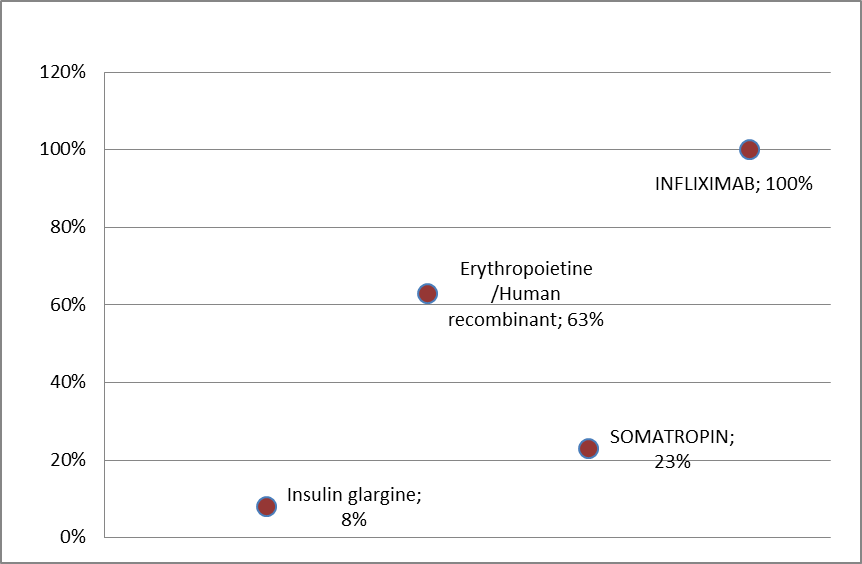 120%
100%
INFLIXIMAB; 100%
80%
Erythropoietine
/Human
recombinant; 63%
60%
40%
SOMATROPIN;
23%
20%
Insulin glargine;
8%
0%